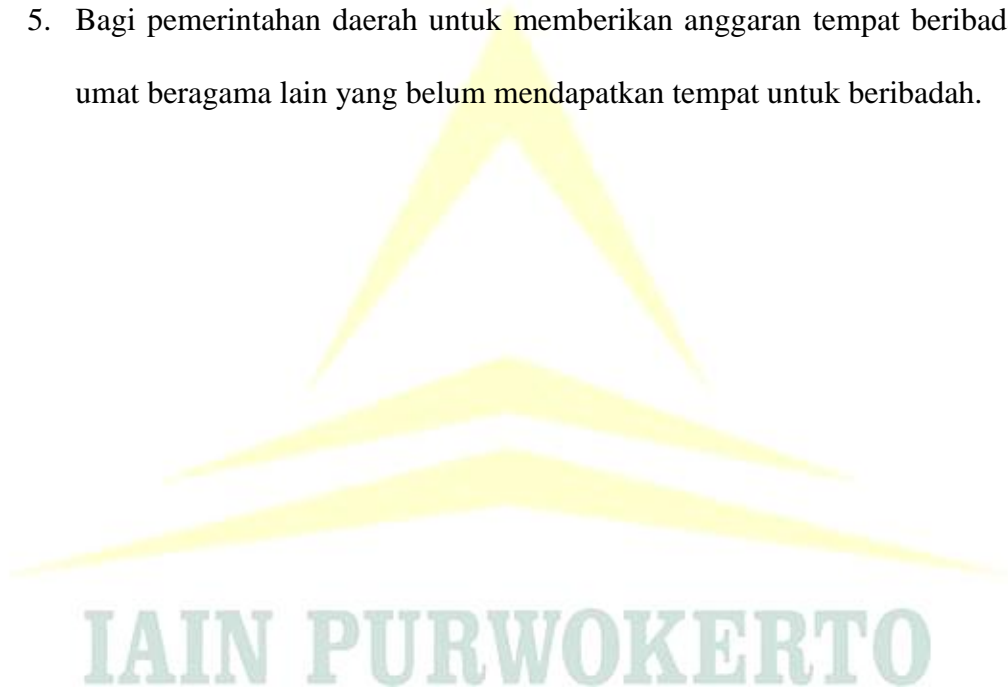 5. Bagi pemerintahan daerah untuk memberikan anggaran tempat beribad
umat beragama lain yang belum mendapatkan tempat untuk beribadah.
IAIN PURWOKERTO